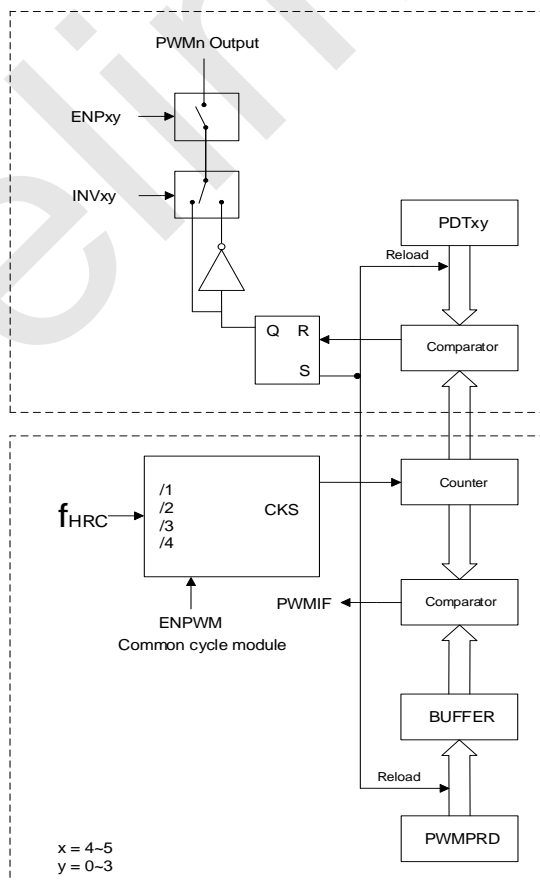 PWMn Output
ENPxy
INVxy
PDTxy
Reload
Q R
S
Comparator
fHRC
/1
/2
/3
/4
CKS
Counter
PWMIF
Comparator
ENPWM
Common cycle module
BUFFER
Reload
PWMPRD
x = 4~5
y = 0~3